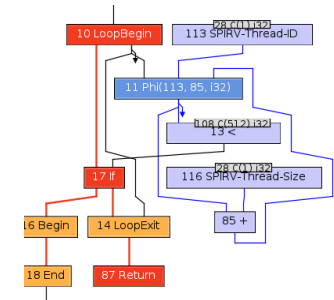 28 C(1) i32
10 LoopBegin
113 SPIRV-Thread-ID
11 Phi(113, 85, i32)
108 C(512) i32
13 <
28 C(1) i32
17 If
116 SPIRV-Thread-Size
16 Begin
14 LoopExit
85 +
18 End
87 Return